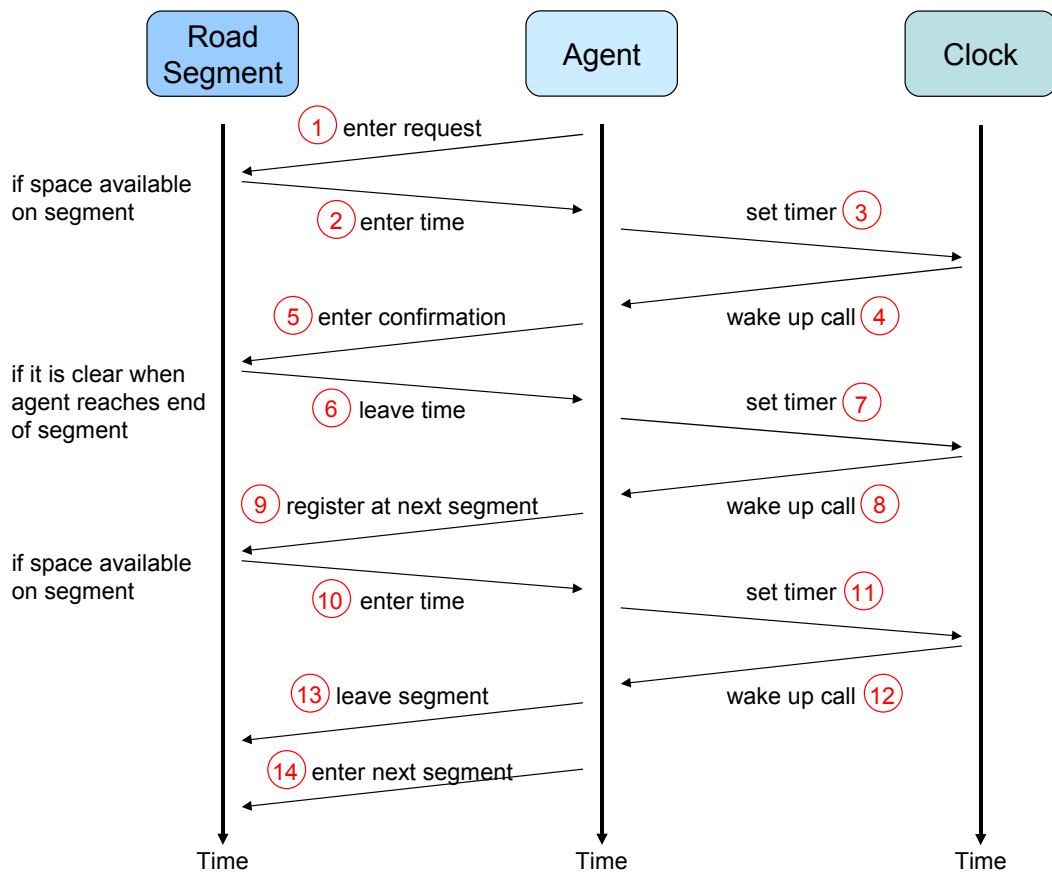 Road
Segment
Agent
Clock
1 enter request
if space available
on segment
2 enter time
set timer 3
5 enter confirmation
wake up call 4
if it is clear when
agent reaches end
of segment
6 leave time
set timer 7
9 register at next segment
wake up call 8
if space available
on segment
10 enter time
set timer 11
13 leave segment
wake up call 12
14 enter next segment
Time
Time
Time